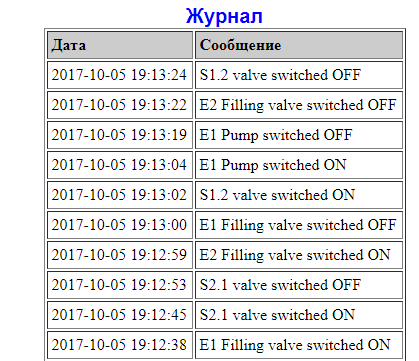 Журнал
Дата Сообщение
2017-10-05 19:13:24 S1.2 valve switched OFF
2017-10-05 19:13:22 E2 Filling valve switched OFF
2017-10-05 19:13:19 E1 Pump switched OFF
2017-10-05 19:13:04 E1 Pump switched ON
2017-10-05 19:13:02 S1.2 valve switched ON
2017-10-05 19:13:00 E1 Filling valve switched OFF
2017-10-05 19:12:59 E2 Filling valve switched ON
2017-10-05 19:12:53 S2.1 valve switched OFF
2017-10-05 19:12:45 S2.1 valve switched ON
2017-10-05 19:12:38 E1 Filling valve switched ON